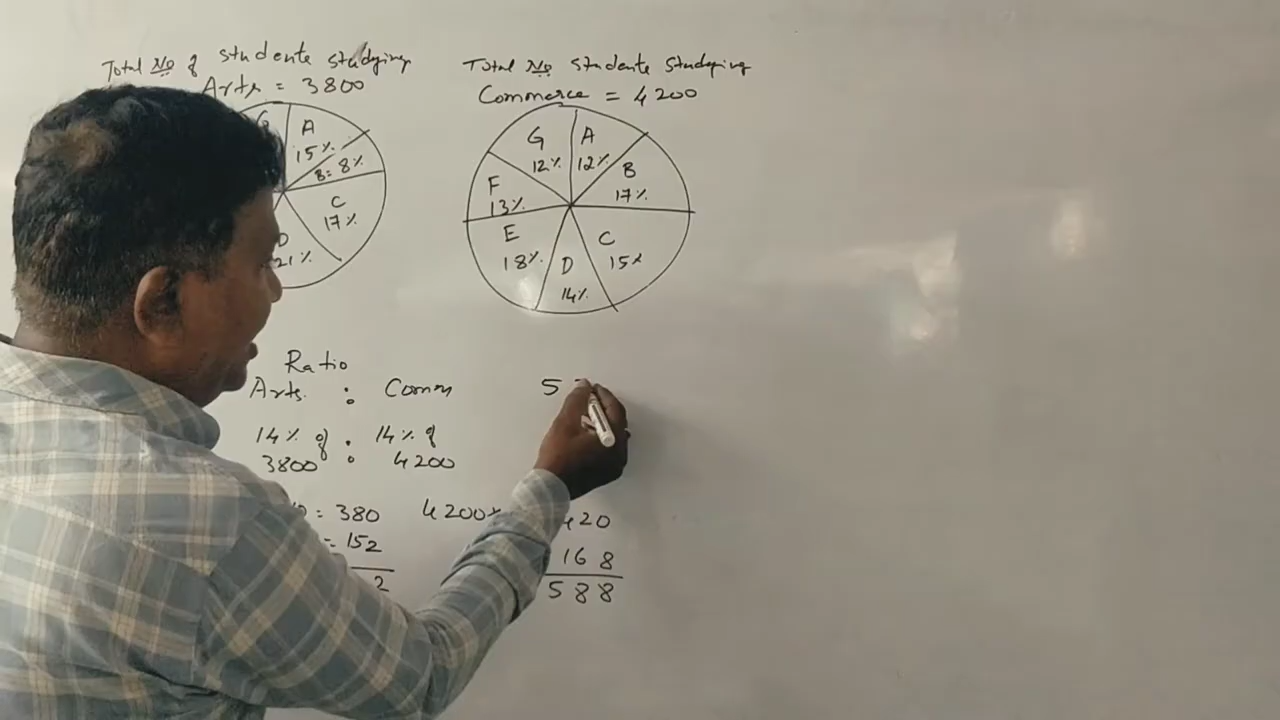 Total No of students studying
Arts = 3800
A
15%
B= 8%
C
17%
21%
Total No students studying
Commerce = 4200
G
12%
A
12%
B
17%
F
13%
E
18%
D
14%
C
15%
Ratio
Arts : Comm
14% of : 14% of
3800 : 4200
= 380
= 152
2
4200x
420
168
588
5